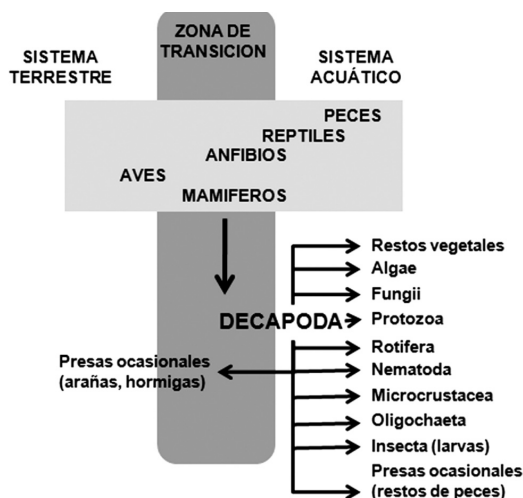 ZONA DE
TRANSICION
SISTEMA
TERRESTRE
SISTEMA
ACUÁTICO
PECES
REPTILES
ANFIBIOS
AVES
MAMIFEROS
DECAPODA
Restos vegetales
Algae
Fungii
Protozoa
Rotifera
Nematoda
Microcrustacea
Oligochaeta
Insecta (larvas)
Presas ocasionales
(restos de peces)
Presas ocasionales
(arañas, hormigas)